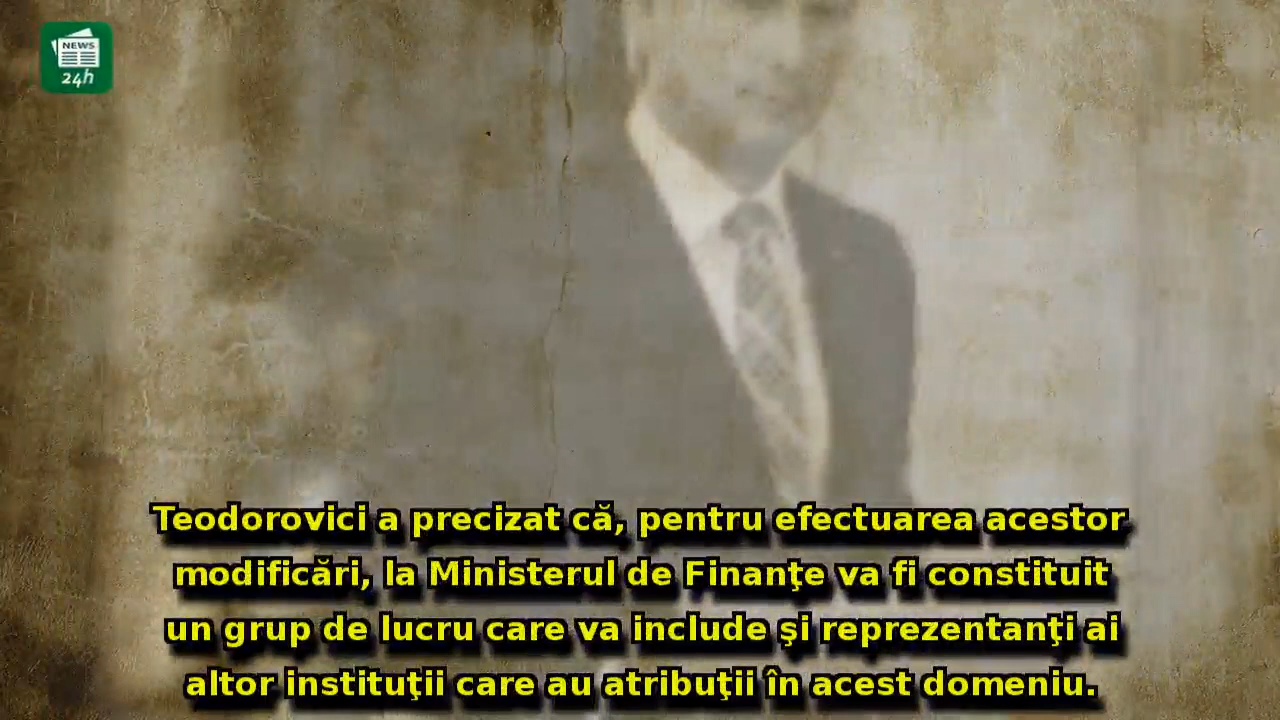 NEWS
24h
Teodorovici a precizat că, pentru efectuarea acestor
modificări, la Ministerul de Finanţe va fi constituit
un grup de lucru care va include şi reprezentanţi ai
altor instituţii care au atribuţii în acest domeniu.